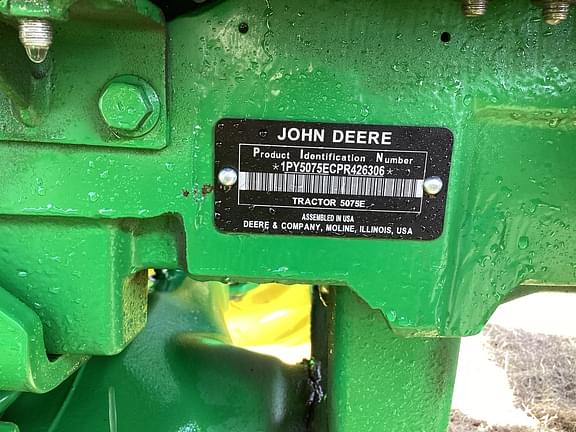 JOHN DEERE
Product Identification Number
*1PY5075ECPR426306*
TRACTOR 5075E
ASSEMBLED IN USA
DEERE & COMPANY, MOLINE, ILLINOIS, USA